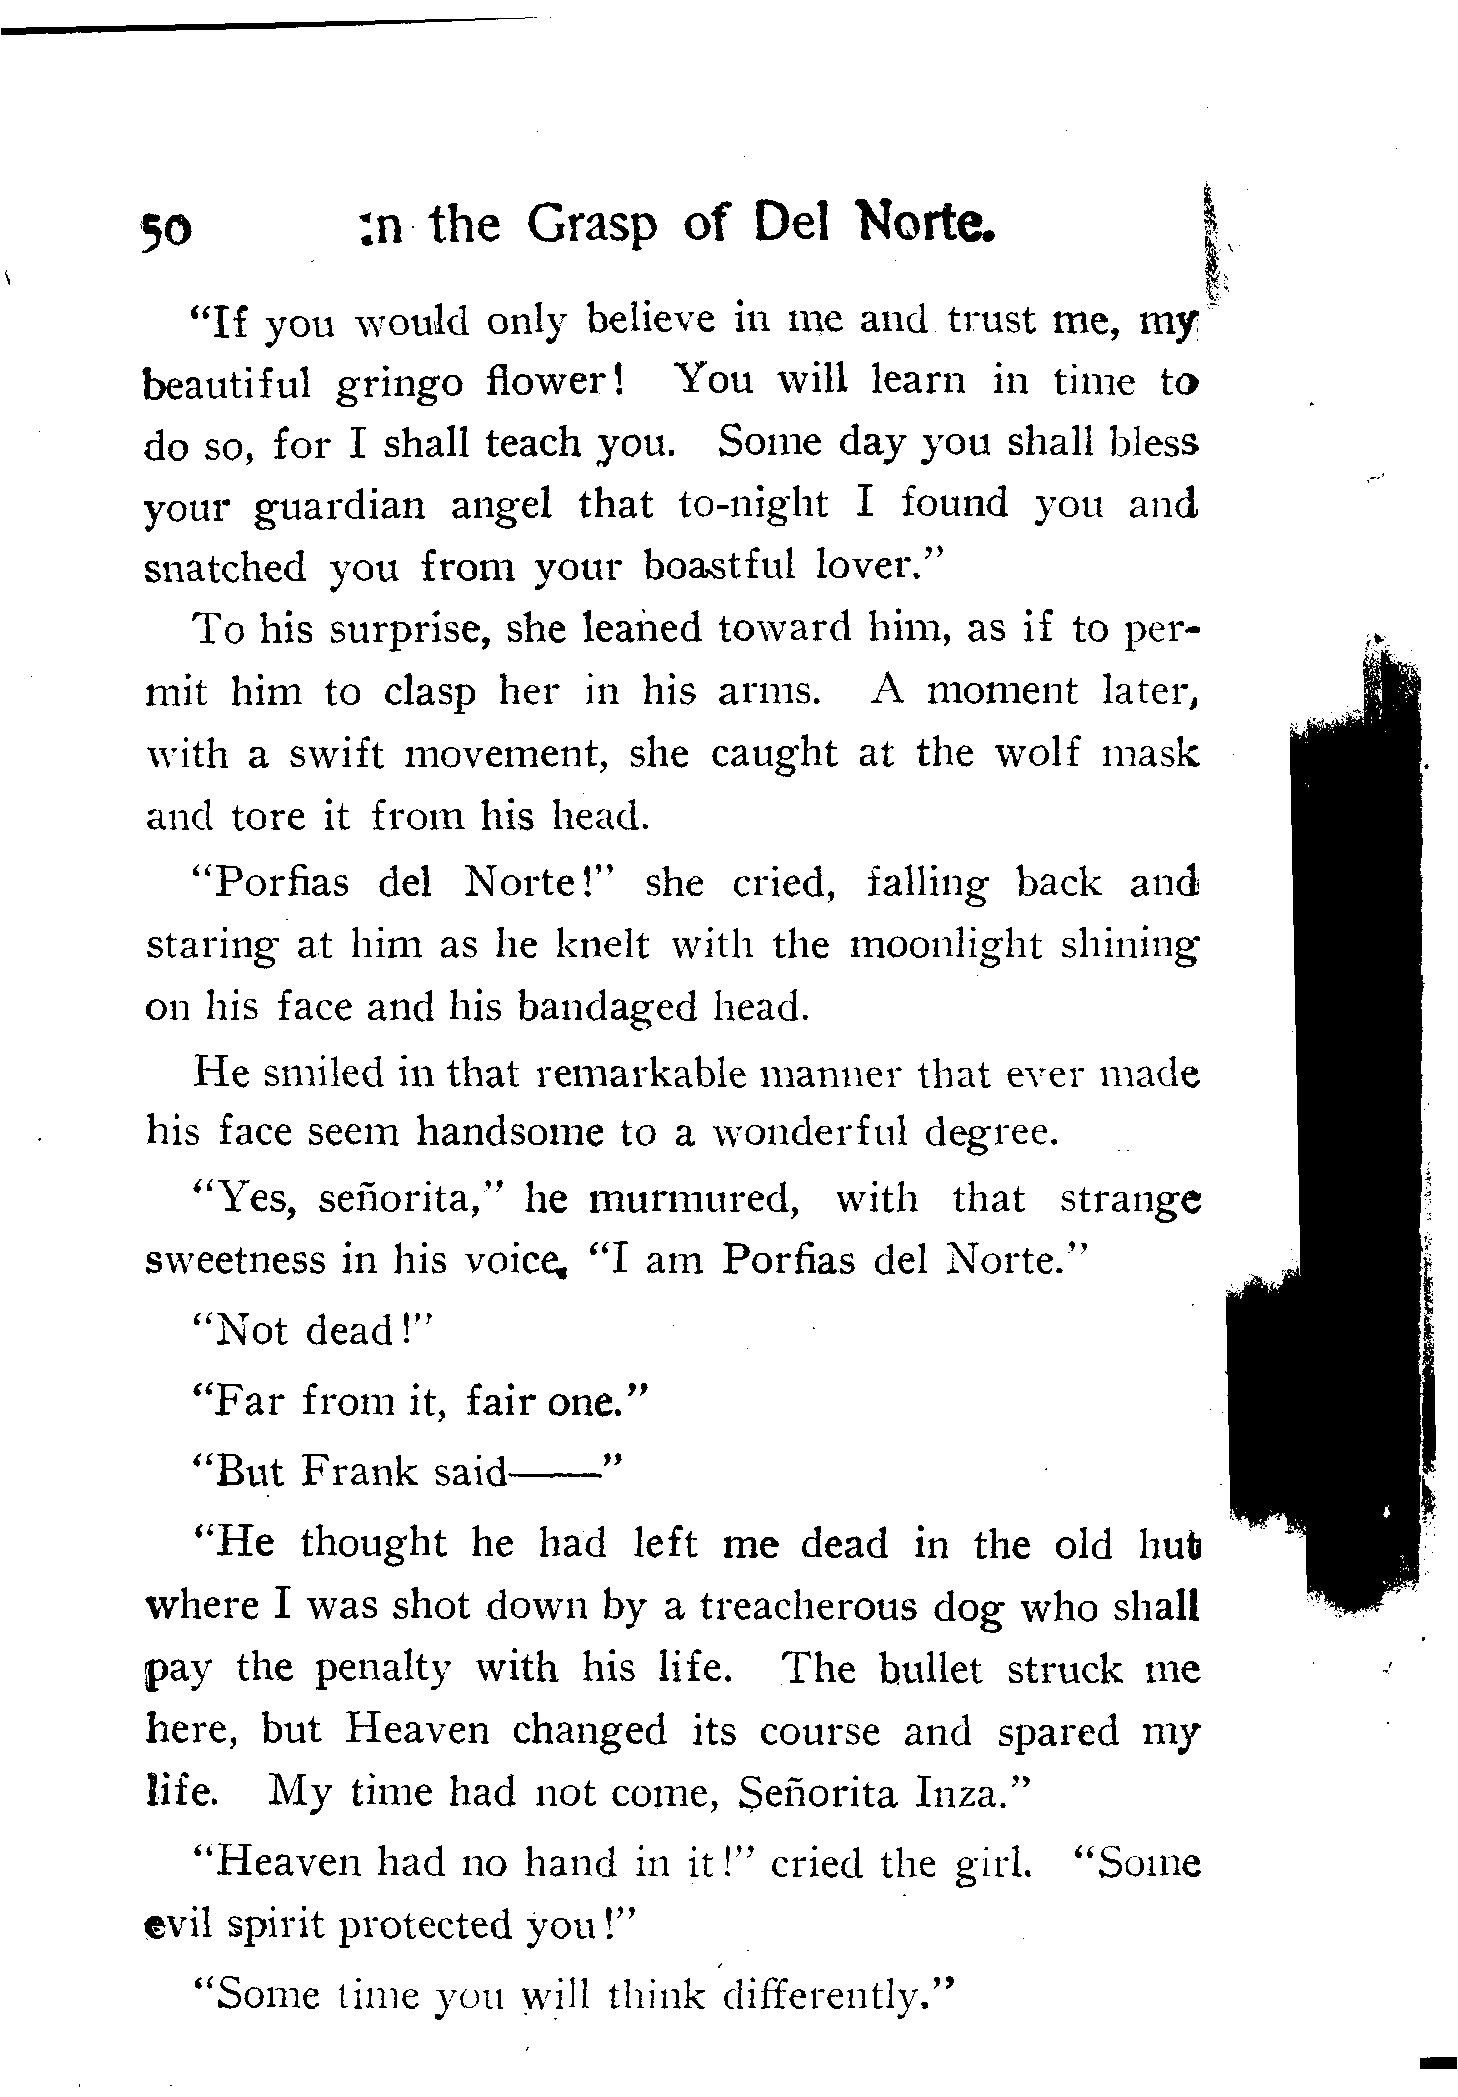 50 In the Grasp of Del Norte.
"If you would only believe in me and trust me, my
beautiful gringo flower! You will learn in time to
do so, for I shall teach you. Some day you shall bless
your guardian angel that to-night I found you and
snatched you from your boastful lover."
To his surprise, she leaned toward him, as if to per-
mit him to clasp her in his arms. A moment later,
with a swift movement, she caught at the wolf mask
and tore it from his head.
"Porfias del Norte!" she cried, falling back and
staring at him as he knelt with the moonlight shining
on his face and his bandaged head.
He smiled in that remarkable manner that ever made
his face seem handsome to a wonderful degree.
"Yes, señorita," he murmured, with that strange
sweetness in his voice, "I am Porfias del Norte."
"Not dead!"
"Far from it, fair one."
"But Frank said——"
"He thought he had left me dead in the old hut
where I was shot down by a treacherous dog who shall
pay the penalty with his life. The bullet struck me
here, but Heaven changed its course and spared my
life. My time had not come, Señorita Inza."
"Heaven had no hand in it!" cried the girl. "Some
evil spirit protected you!"
"Some time you will think differently."